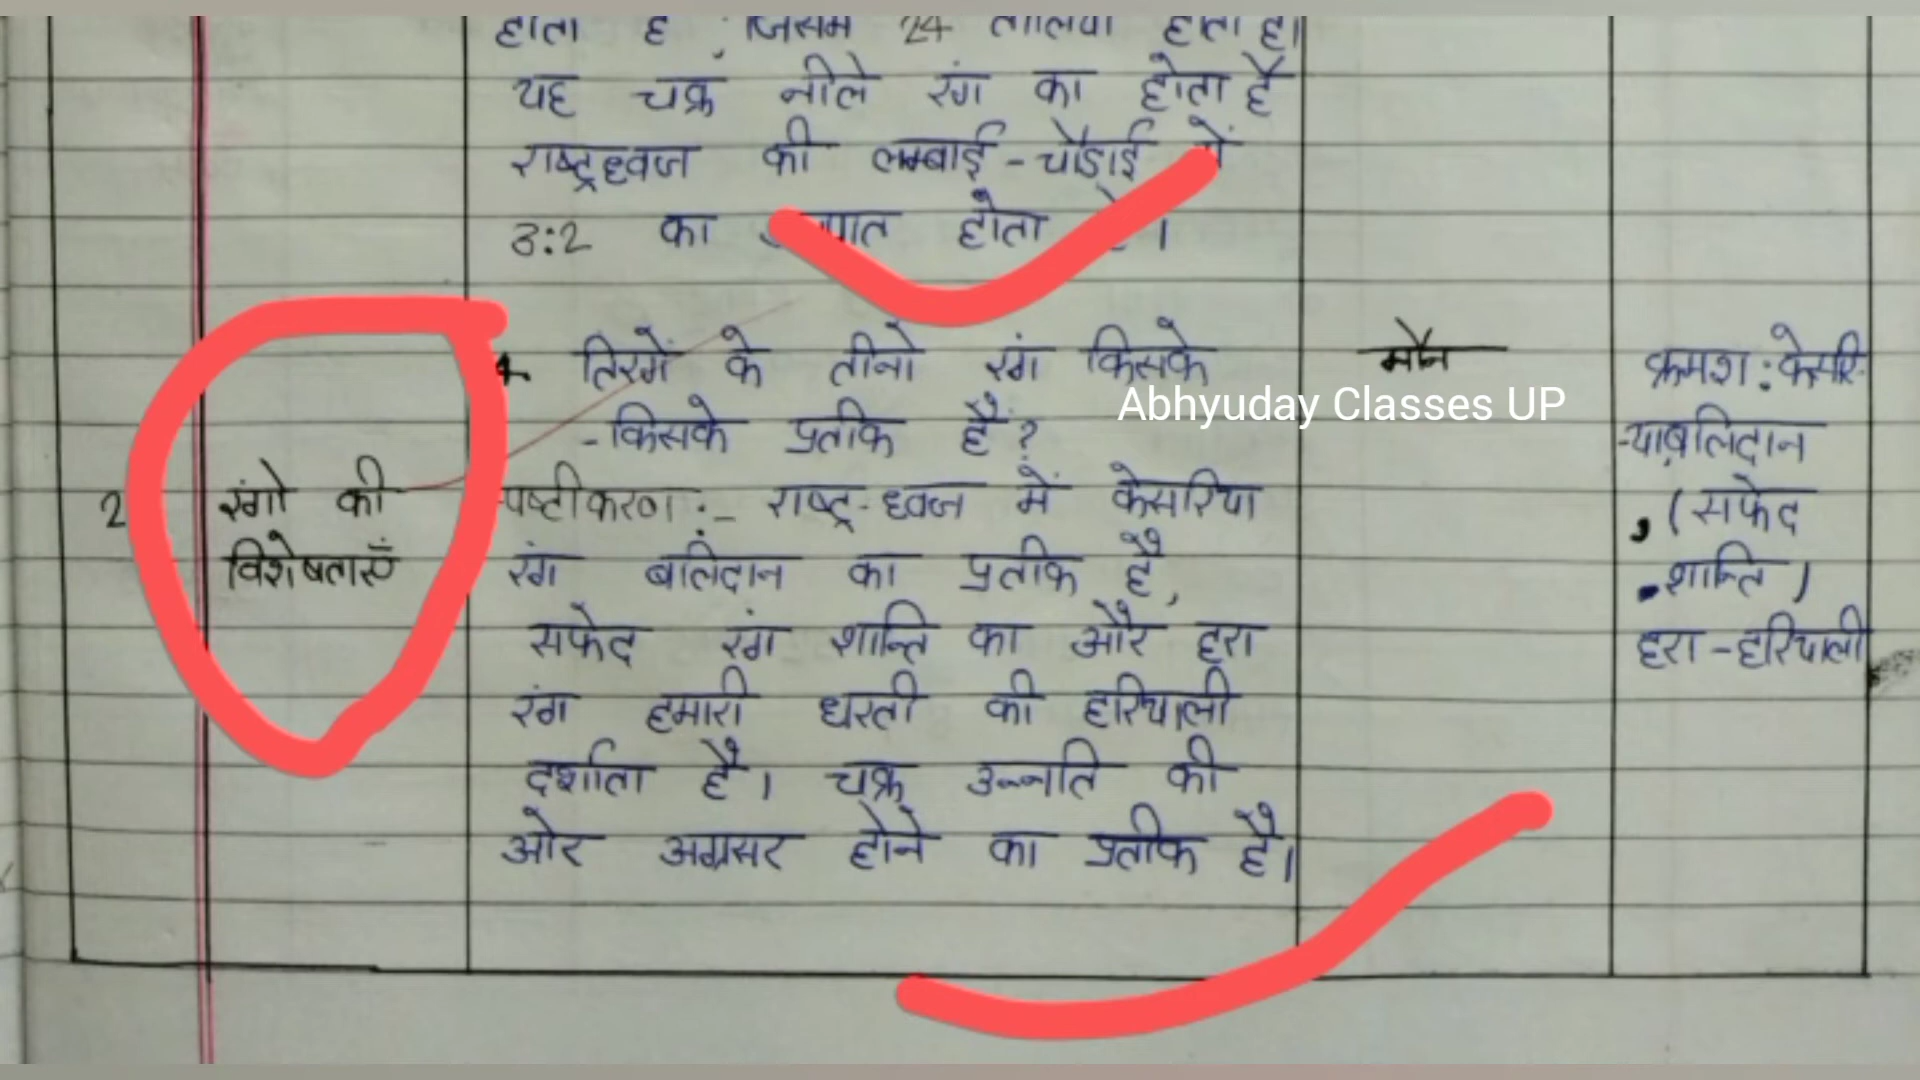 होता है जिसमें 24 तीलियाँ होती है।
यह चक्र नीले रंग का होता है
राष्ट्रध्वज की लम्बाई - चौड़ाई में
3:2 का होता है।
तिरगें के तीनो रंग किसके
- किसके प्रतीक है?
मौन
Abhyuday Classes UP
2
रंगो की
विशेषताएँ
स्पष्टीकरण :- राष्ट्र-ध्वज में केसरिया
रंग बलिदान का प्रतीक है,
सफेद रंग शान्ति का और हरा
रंग हमारी धरती की हरियाली
दर्शाता है। चक्र उन्नति की
ओर अग्रसर होने का प्रतीक है।
क्रमश: केसरि
-या बलिदान
, (सफेद
शान्ति)
हरा - हरियाली